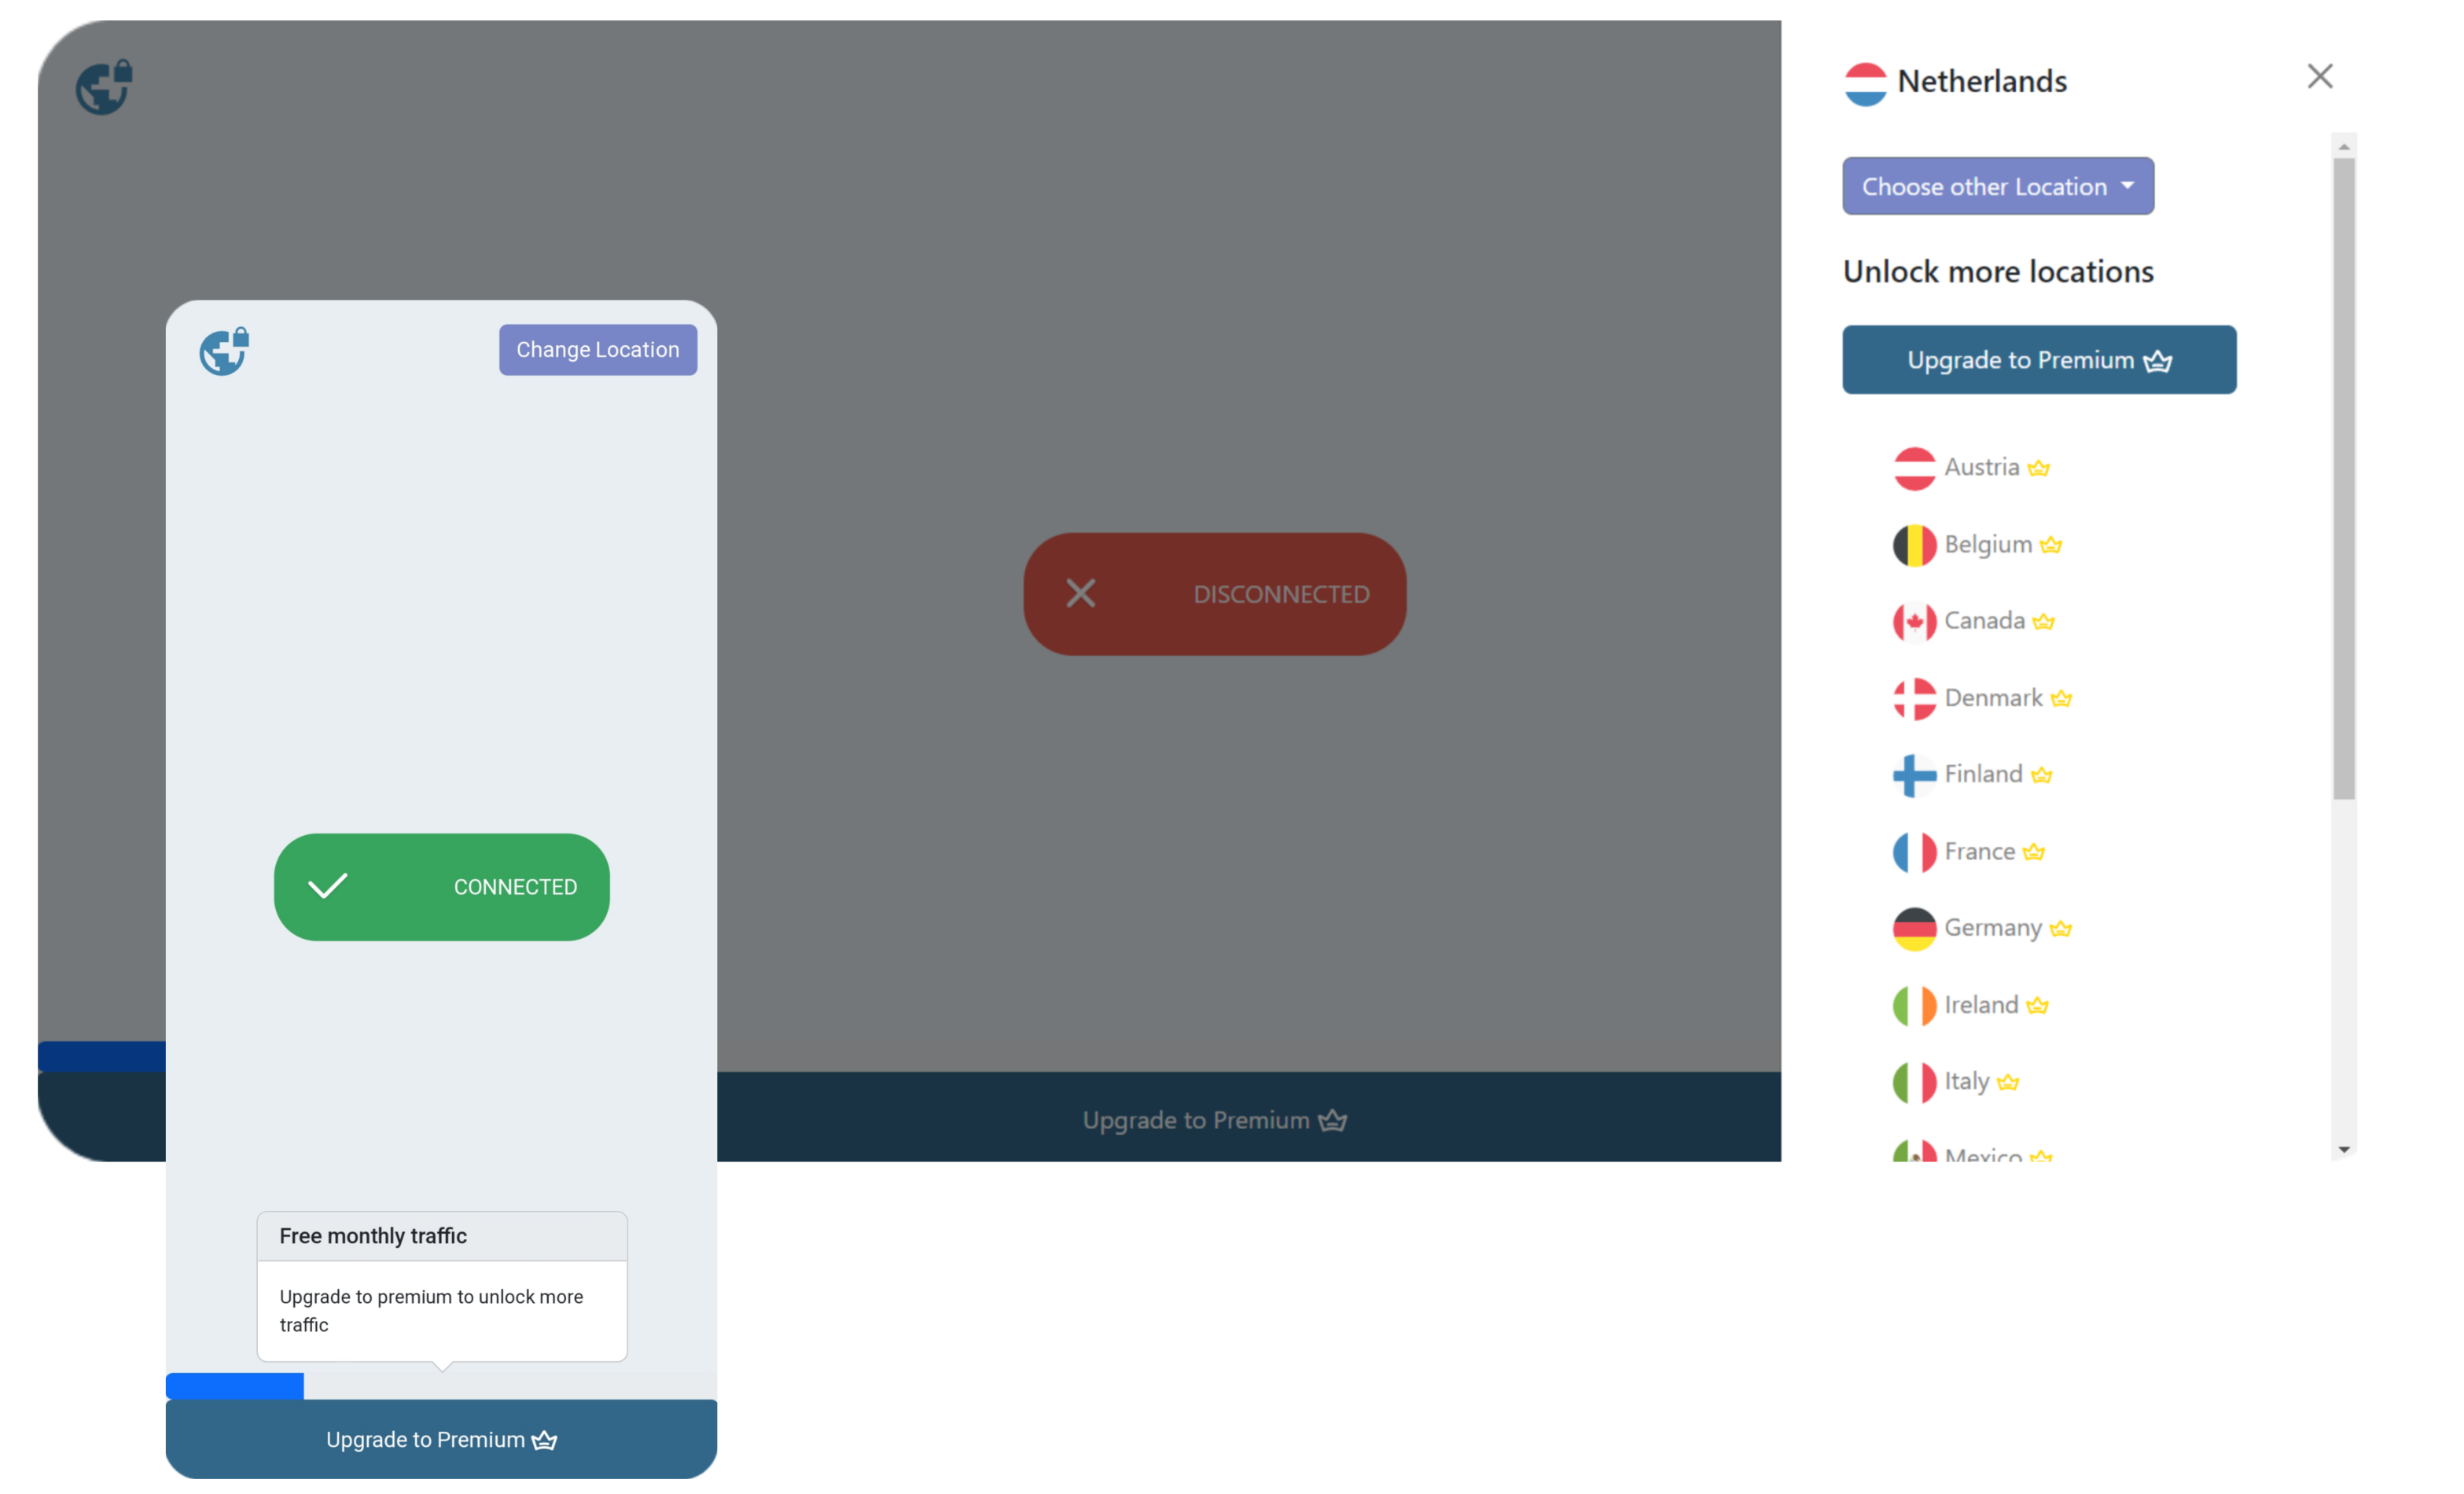 Netherlands
Choose other Location
Unlock more locations
Upgrade to Premium
Austria
Belgium
Canada
Denmark
Finland
France
Germany
Ireland
Italy
Mexico
DISCONNECTED
Upgrade to Premium
Change Location
CONNECTED
Free monthly traffic
Upgrade to premium to unlock more
traffic
Upgrade to Premium